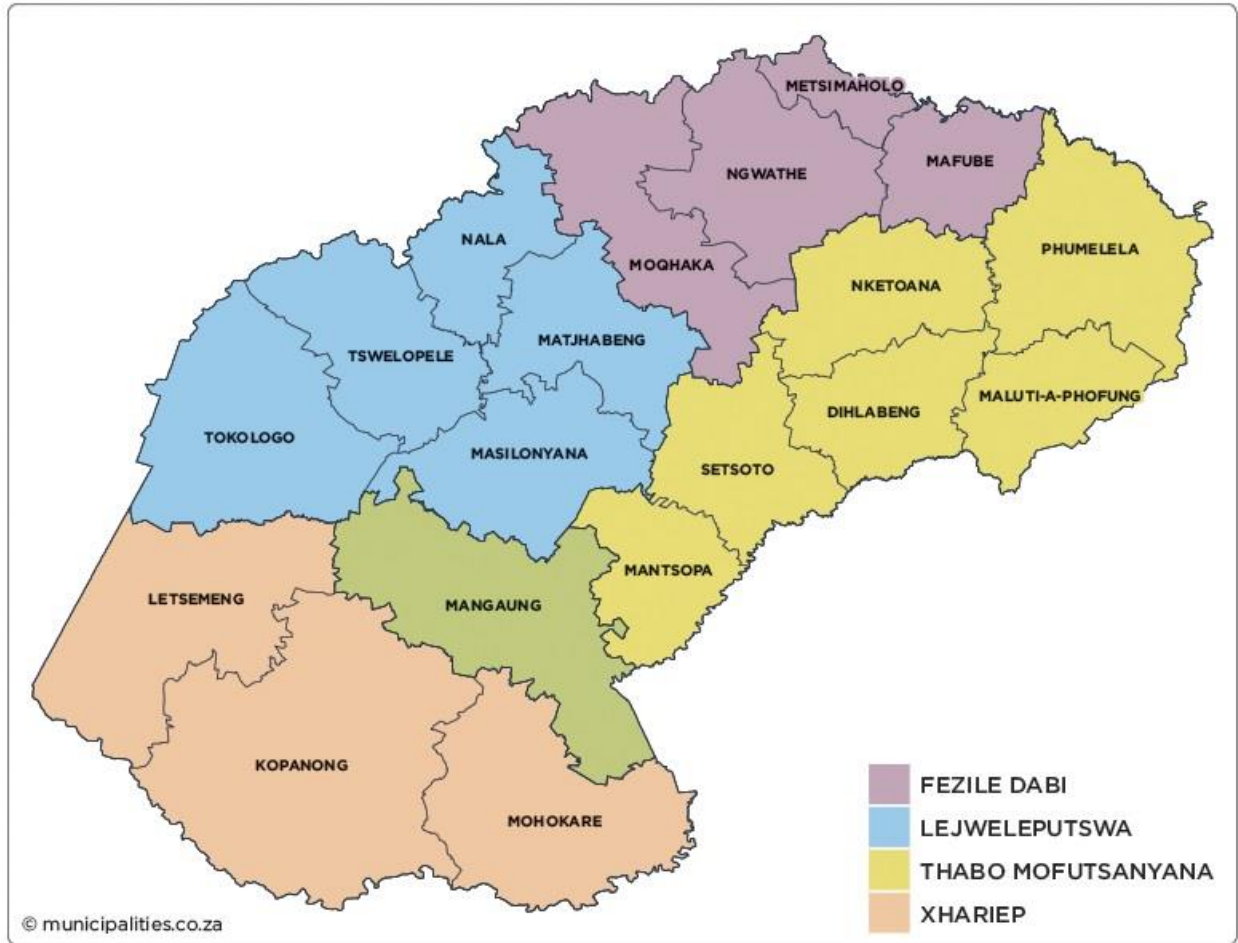 METSIMAHOLO
MAFUBE
NGWATHE
NALA
MOQHAKA
PHUMELELA
NKETOANA
MATJHABENG
TSWELOPELE
MALUTI-A-PHOFUNG
DIHLABENG
TOKOLOGO
MASILONYANA
SETSOTO
MANTSOPA
LETSEMENG
MANGAUNG
KOPANONG
MOHOKARE
FEZILE DABI
LEJWELEPUTSWA
THABO MOFUTSANYANA
XHARIEP
© municipalities.co.za